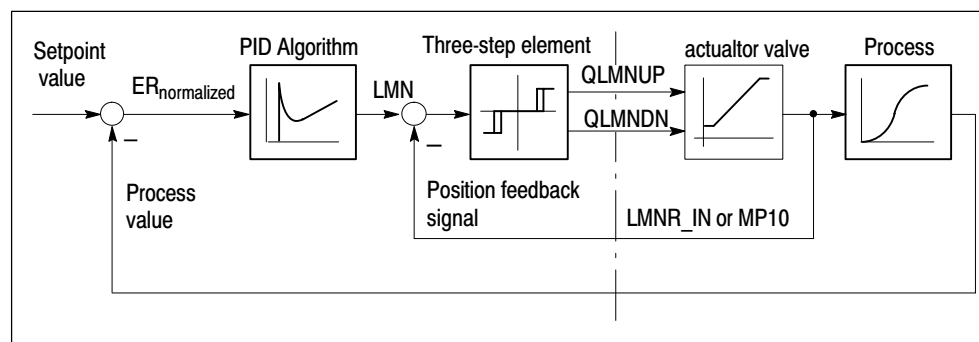 Setpoint
value
PID Algorithm
Three-step element
actualtor valve
Process
ERnormalized
LMN
QLMNUP
QLMNDN
–
–
Process
value
Position feedback
signal
LMNR_IN or MP10